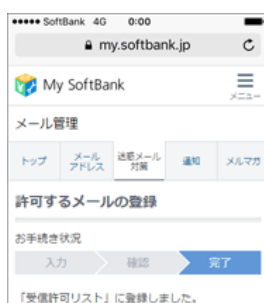 SoftBank 4G 0:00
my.softbank.jp
My SoftBank
メニュー
メール管理
トップ メールアドレス 迷惑メール対策 通知 メルマガ
許可するメールの登録
お手続き状況
入力 確認 完了
「受信許可リスト」に登録しました。